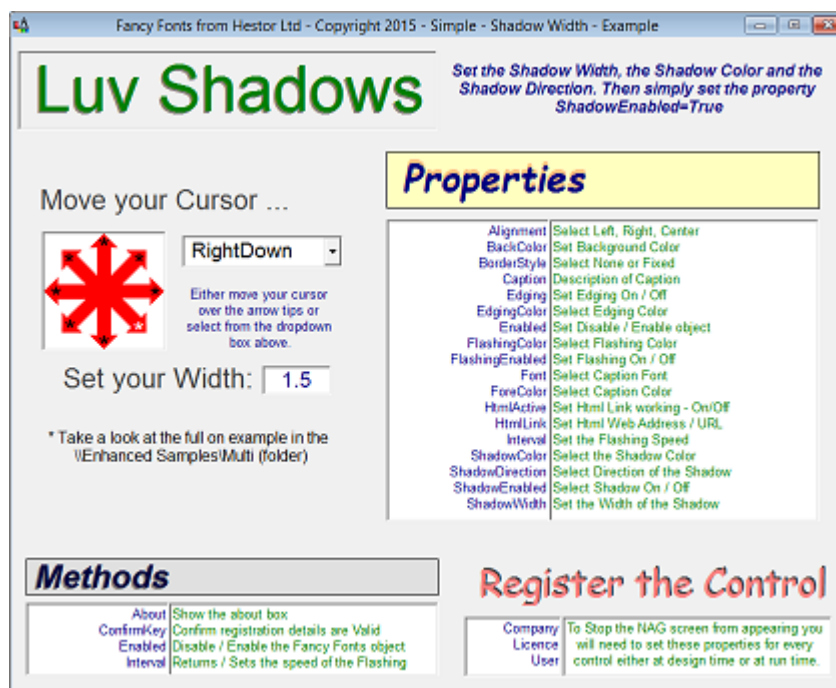 Fancy Fonts from Hestor Ltd - Copyright 2015 - Simple - Shadow Width - Example
Luv Shadows
Set the Shadow Width, the Shadow Color and the
Shadow Direction. Then simply set the property
ShadowEnabled=True
Move your Cursor ...
RightDown
Either move your cursor
over the arrow tips or
select from the dropdown
box above.
Set your Width: 1.5
* Take a look at the full on example in the
\\Enhanced Samples\Multi (folder)
Properties
Alignment Select Left, Right, Center
BackColor Set Background Color
BorderStyle Select None or Fixed
Caption Description of Caption
Edging Set Edging On / Off
EdgingColor Select Edging Color
Enabled Set Disable / Enable object
FlashingColor Select Flashing Color
FlashingEnabled Set Flashing On / Off
Font Select Caption Font
ForeColor Select Caption Color
HtmlActive Set Html Link working - On/Off
HtmlLink Set Html Web Address / URL
Interval Set the Flashing Speed
ShadowColor Select the Shadow Color
ShadowDirection Select Direction of the Shadow
ShadowEnabled Select Shadow On / Off
ShadowWidth Set the Width of the Shadow
Methods
About Show the about box
ConfirmKey Confirm registration details are Valid
Enabled Disable / Enable the Fancy Fonts object
Interval Returns / Sets the speed of the Flashing
Register the Control
Company To Stop the NAG screen from appearing you
Licence will need to set these properties for every
User control either at design time or at run time.